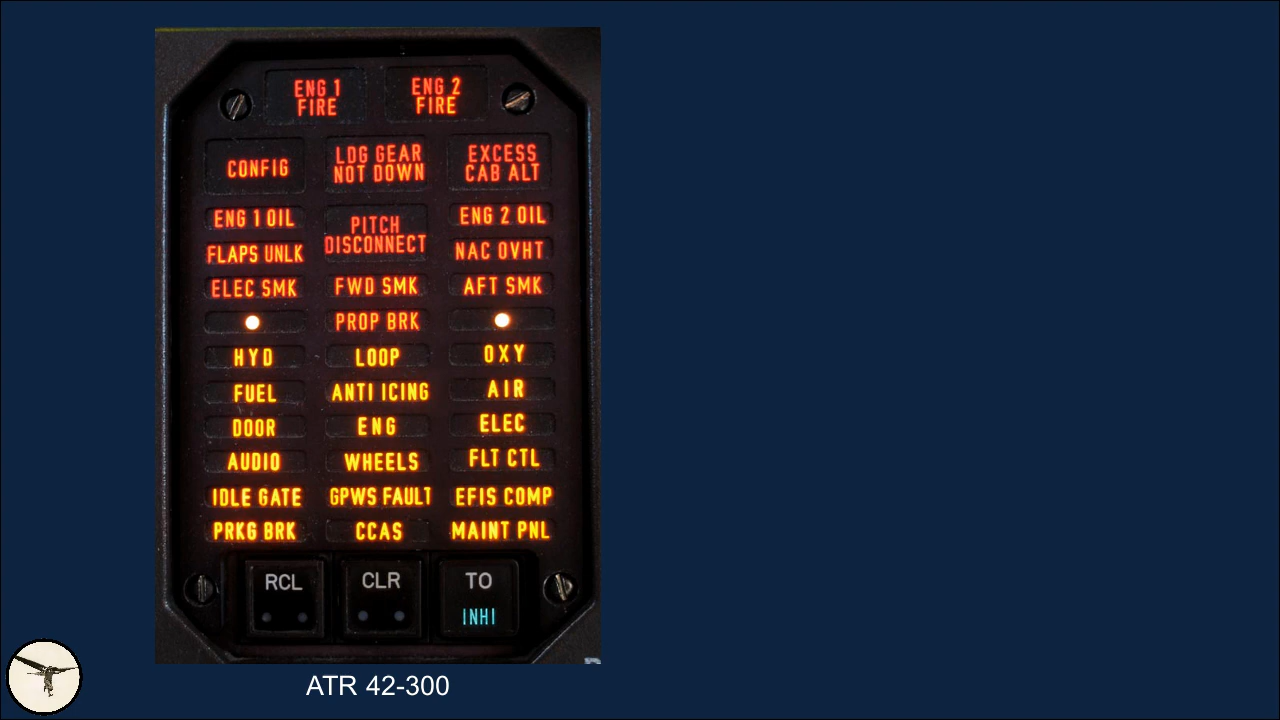 ENG 1
FIRE
ENG 2
FIRE
CONFIG
LDG GEAR
NOT DOWN
EXCESS
CAB ALT
ENG 1 OIL
PITCH
DISCONNECT
ENG 2 OIL
FLAPS UNLK
NAC OVHT
ELEC SMK
FWD SMK
AFT SMK
PROP BRK
HYD
LOOP
OXY
FUEL
ANTI ICING
AIR
DOOR
ENG
ELEC
AUDIO
WHEELS
FLT CTL
IDLE GATE
GPWS FAULT
EFIS COMP
PRKG BRK
CCAS
MAINT PNL
RCL
CLR
TO
INHI
ATR 42-300